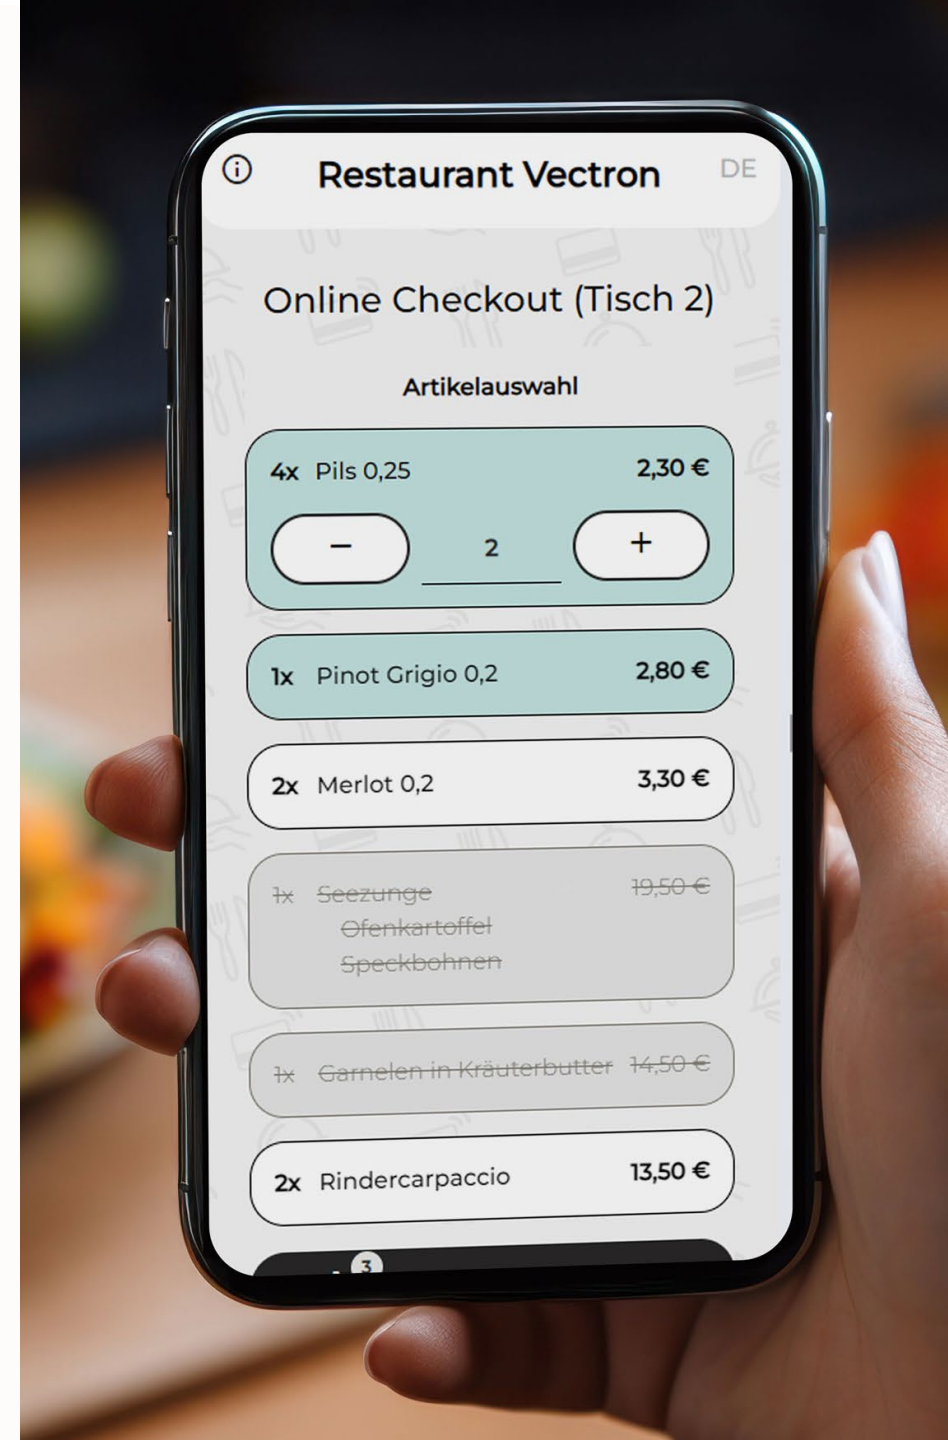 Restaurant Vectron DE
Online Checkout (Tisch 2)
Artikelauswahl
4x Pils 0,25 2,30 €
− 2 +
1x Pinot Grigio 0,2 2,80 €
2x Merlot 0,2 3,30 €
1x Seezunge 19,50 €
Ofenkartoffel
Speckbohnen
1x Garnelen in Kräuterbutter 14,50 €
2x Rindercarpaccio 13,50 €
3